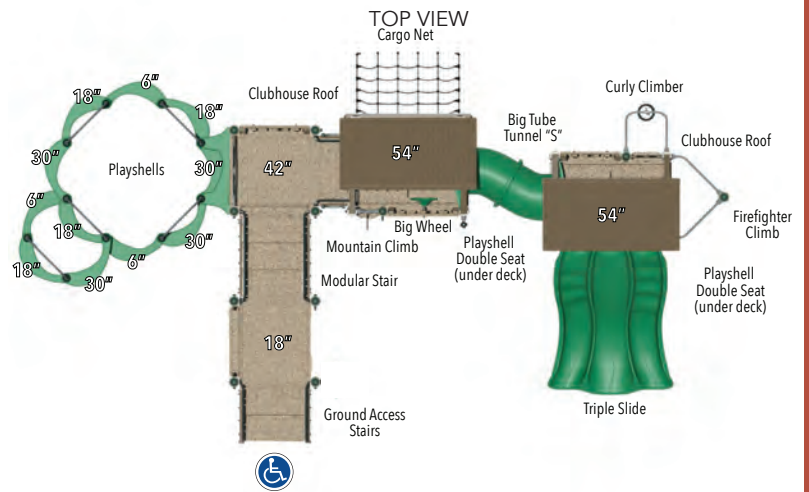 TOP VIEW
Cargo Net
Clubhouse Roof
Curly Climber
Big Tube
Tunnel "S"
Clubhouse Roof
6"
18"
18"
30"
Playshells
30"
42"
54"
54"
6"
18"
30"
6"
18"
30"
Big Wheel
Mountain Climb
Playshell
Double Seat
(under deck)
Firefighter
Climb
Modular Stair
Playshell
Double Seat
(under deck)
18"
Triple Slide
Ground Access
Stairs